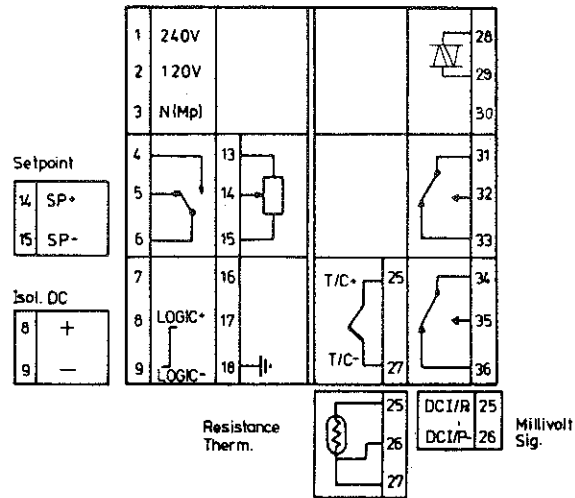 1 240V
2 120V
3 N(Mp)
28
29
30
4
5
6
13
14
15
31
32
33
Setpoint
14 SP+
15 SP-
7
8 LOGIC+
9 LOGIC-
16
17
18
T/C+ 25
T/C- 27
34
35
36
Isol. DC
8 +
9 −
Resistance
Therm.
25
26
27
DCI/R 25
DCI/P- 26
Millivolt
Sig.